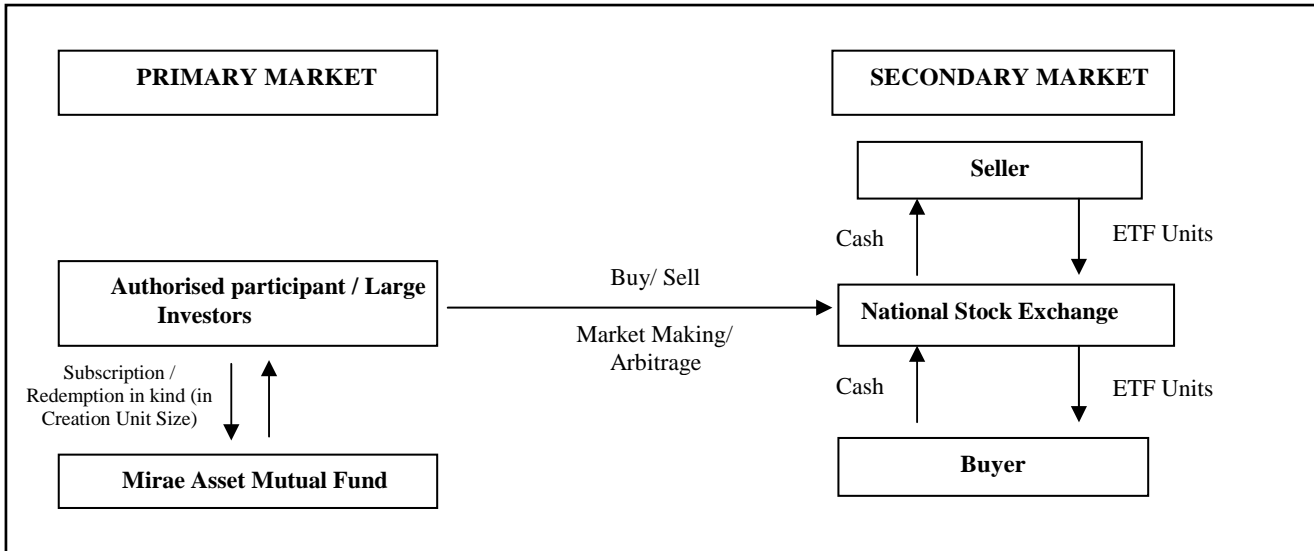 PRIMARY MARKET
SECONDARY MARKET
Seller
Cash
ETF Units
Authorised participant / Large
Investors
Buy/ Sell
Market Making/
Arbitrage
National Stock Exchange
Subscription /
Redemption in kind (in
Creation Unit Size)
Cash
ETF Units
Mirae Asset Mutual Fund
Buyer